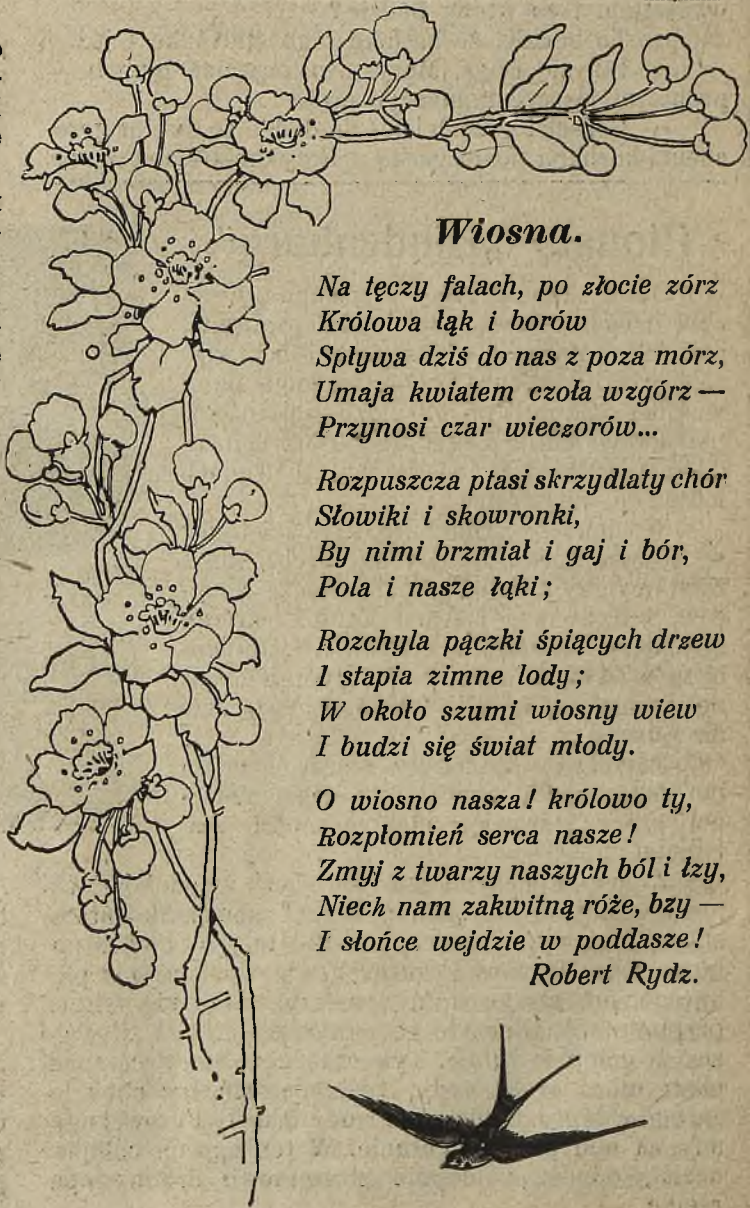 Wiosna.
Na tęczy falach, po złocie zórz
Królowa łąk i borów
Spływa dziś do nas z poza mórz,
Umaja kwiatem czoła wzgórz —
Przynosi czar wieczorów...
Rozpuszcza ptasi skrzydlaty chór
Słowiki i skowronki,
By nimi brzmiał i gaj i bór,
Pola i nasze łąki;
Rozchyla pączki śpiących drzew
I stapia zimne lody;
W około szumi wiosny wiew
I budzi się świat młody.
O wiosno nasza! królowo ty,
Rozpłomień serca nasze!
Zmyj z twarzy naszych ból i łzy,
Niech nam zakwitną róże, bzy —
I słońce wejdzie w poddasze!
Robert Rydz.